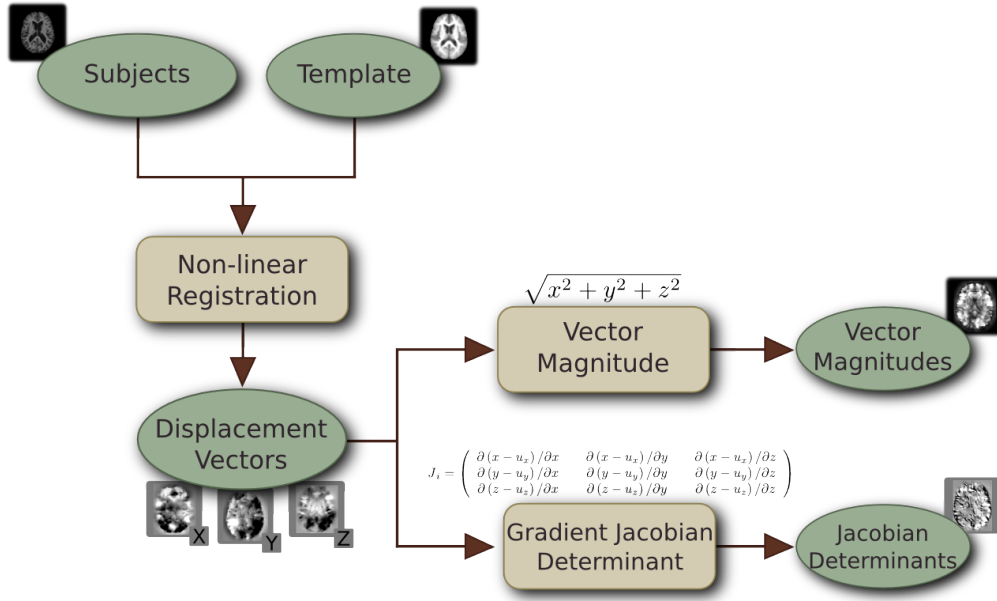 Subjects
Template
Non-linear
Registration
Displacement
Vectors
X
Y
Z
√x² + y² + z²
Vector
Magnitude
Vector
Magnitudes
J_i = ( ∂(x − u_x)/∂x ∂(x − u_x)/∂y ∂(x − u_x)/∂z
∂(y − u_y)/∂x ∂(y − u_y)/∂y ∂(y − u_y)/∂z
∂(z − u_z)/∂x ∂(z − u_z)/∂y ∂(z − u_z)/∂z )
Gradient Jacobian
Determinant
Jacobian
Determinants